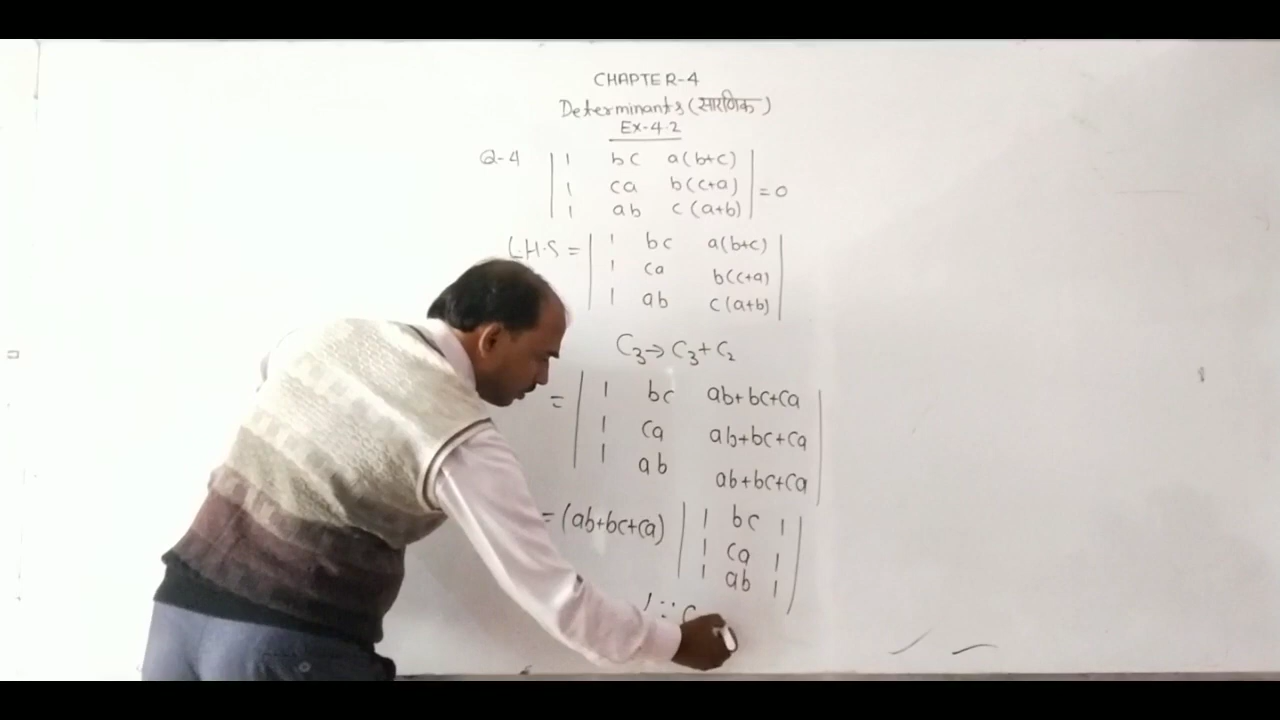 CHAPTER-4
Determinants (सारणिक)
Ex-4.2
Q-4 | 1 bc a(b+c) |
| 1 ca b(c+a) | = 0
| 1 ab c(a+b) |
L.H.S = | 1 bc a(b+c) |
| 1 ca b(c+a) |
| 1 ab c(a+b) |
C₃→ C₃+C₂
= | 1 bc ab+bc+ca |
| 1 ca ab+bc+ca |
| 1 ab ab+bc+ca |
= (ab+bc+ca) | 1 bc 1 |
| 1 ca 1 |
| 1 ab 1 |